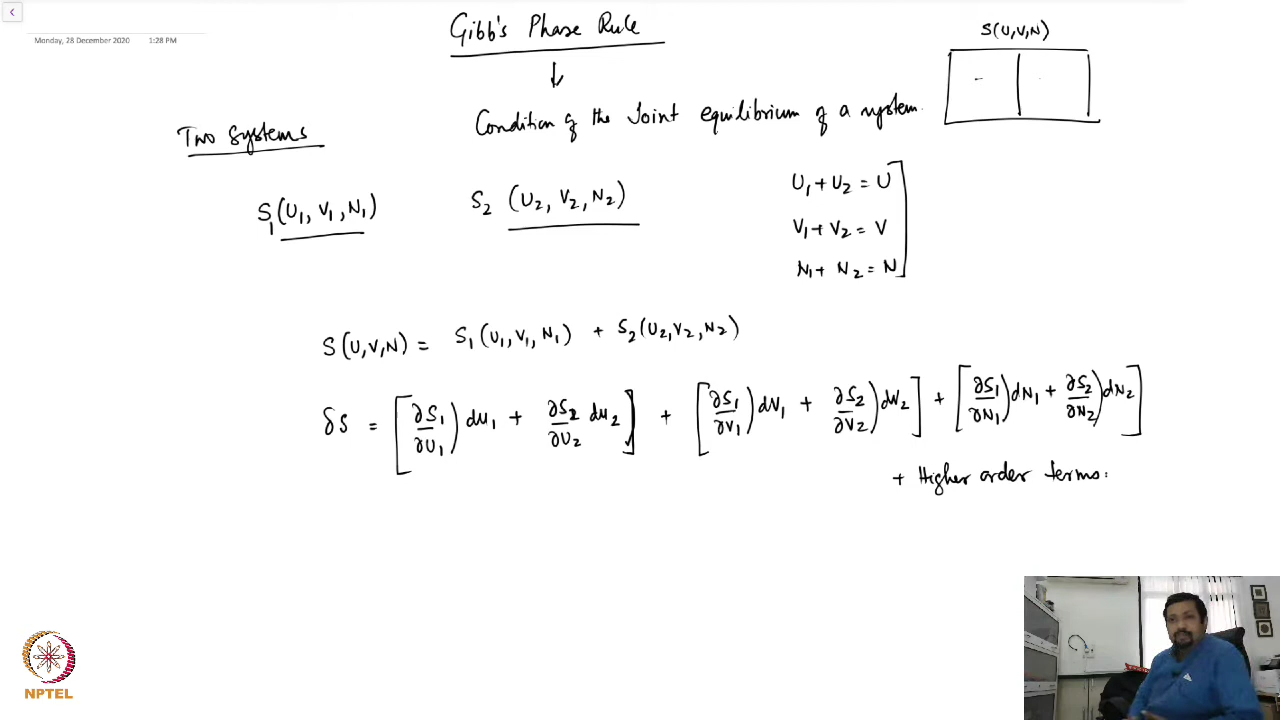 Gibb's Phase Rule
Monday, 28 December 2020 1:28 PM
S(U,V,N)
↓
Condition of the Joint equilibrium of a system.
Two Systems
S₁(U₁, V₁, N₁) S₂ (U₂, V₂, N₂)
U₁ + U₂ = U
V₁ + V₂ = V
N₁ + N₂ = N
S(U,V,N) = S₁(U₁,V₁,N₁) + S₂(U₂,V₂,N₂)
δS = [∂S₁/∂U₁) du₁ + ∂S₂/∂U₂ du₂] + [∂S₁/∂V₁) dV₁ + ∂S₂/∂V₂) dV₂] + [∂S₁/∂N₁) dN₁ + ∂S₂/∂N₂) dN₂]
+ Higher order terms.
NPTEL